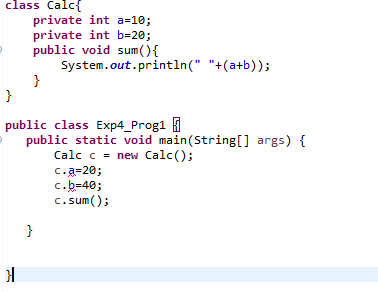 class Calc{
    private int a=10;
    private int b=20;
    public void sum(){
        System.out.println(" "+(a+b));
    }
}
public class Exp4_Prog1 {
    public static void main(String[] args) {
        Calc c = new Calc();
        c.a=20;
        c.b=40;
        c.sum();
    }
}